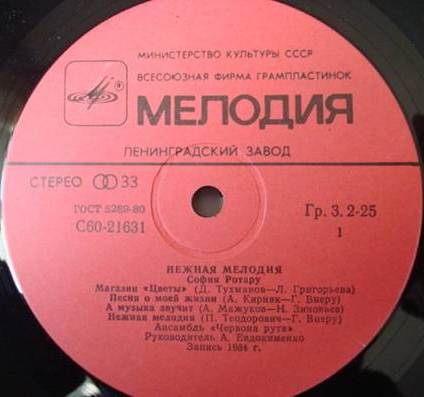 МИНИСТЕРСТВО КУЛЬТУРЫ СССР
ВСЕСОЮЗНАЯ ФИРМА ГРАМПЛАСТИНОК
МЕЛОДИЯ
ЛЕНИНГРАДСКИЙ ЗАВОД
СТЕРЕО 33
ГОСТ 5289-80
С60-21631
Гр. 3. 2-25
1
НЕЖНАЯ МЕЛОДИЯ
София Ротару
Магазин «Цветы» (Д. Тухманов—Л. Григорьева)
Песня о моей жизни (А. Кирияк—Г. Виеру)
А музыка звучит (А. Мажуков—Н. Зиновьев)
Нежная мелодия (П. Теодорович—Г. Виеру)
Ансамбль «Червона рута»
Руководитель А. Евдокименко
Запись 1984 г.